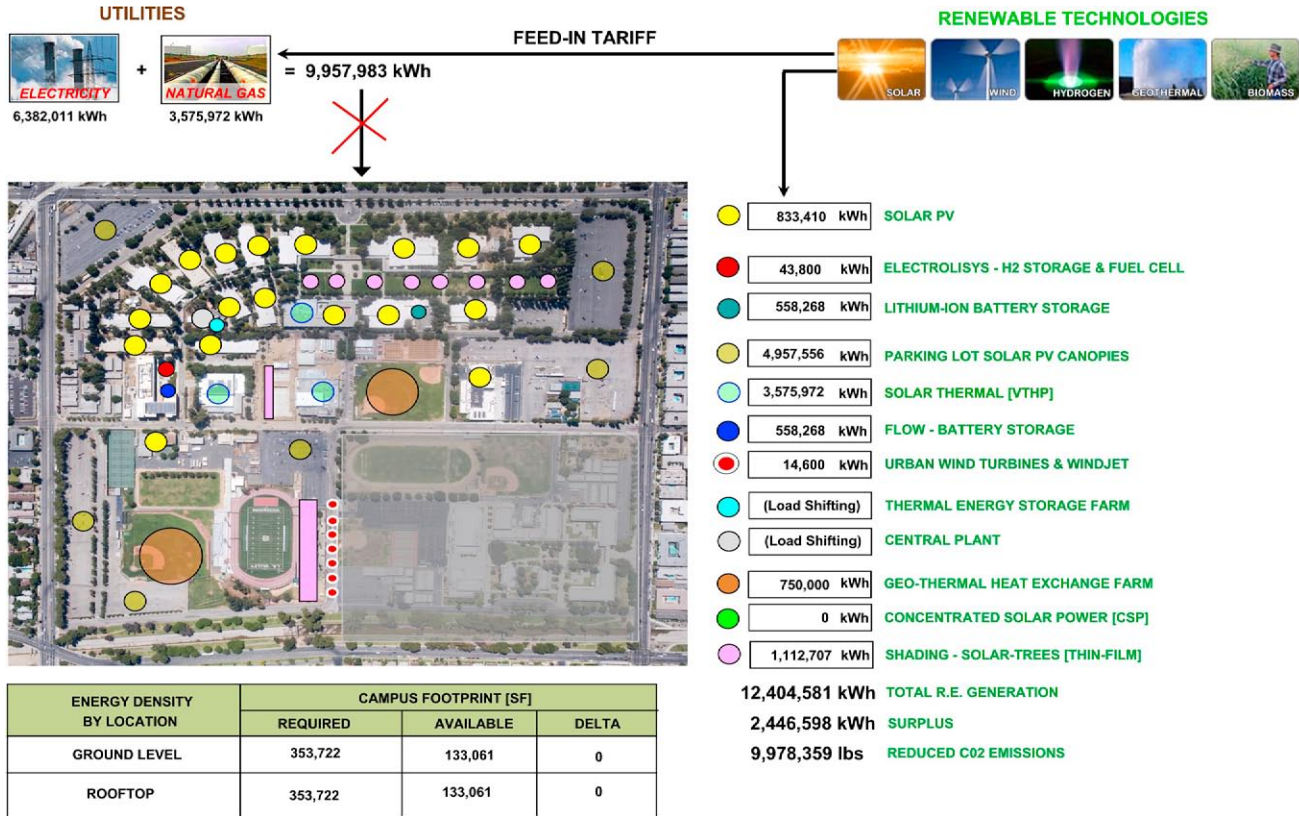 UTILITIES
RENEWABLE TECHNOLOGIES
FEED-IN TARIFF
ELECTRICITY
+
NATURAL GAS
= 9,957,983 kWh
6,382,011 kWh
3,575,972 kWh
SOLAR
WIND
HYDROGEN
GEOTHERMAL
BIOMASS
833,410 kWh SOLAR PV
43,800 kWh ELECTROLISYS - H2 STORAGE & FUEL CELL
558,268 kWh LITHIUM-ION BATTERY STORAGE
4,957,556 kWh PARKING LOT SOLAR PV CANOPIES
3,575,972 kWh SOLAR THERMAL [VTHP]
558,268 kWh FLOW - BATTERY STORAGE
14,600 kWh URBAN WIND TURBINES & WINDJET
(Load Shifting) THERMAL ENERGY STORAGE FARM
(Load Shifting) CENTRAL PLANT
750,000 kWh GEO-THERMAL HEAT EXCHANGE FARM
0 kWh CONCENTRATED SOLAR POWER [CSP]
1,112,707 kWh SHADING - SOLAR-TREES [THIN-FILM]
12,404,581 kWh TOTAL R.E. GENERATION
2,446,598 kWh SURPLUS
9,978,359 lbs REDUCED C02 EMISSIONS
ENERGY DENSITY
BY LOCATION
CAMPUS FOOTPRINT [SF]
REQUIRED AVAILABLE DELTA
GROUND LEVEL 353,722 133,061 0
ROOFTOP 353,722 133,061 0